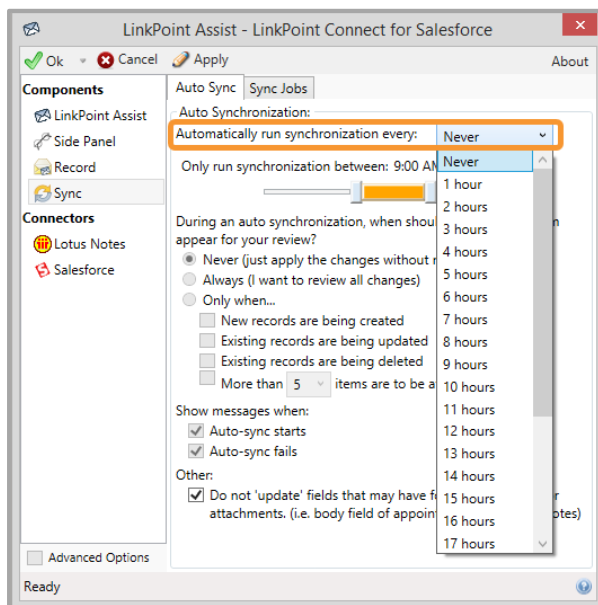 LinkPoint Assist - LinkPoint Connect for Salesforce
Ok Cancel Apply About
Components
LinkPoint Assist
Side Panel
Record
Sync
Connectors
Lotus Notes
Salesforce
Advanced Options
Auto Sync Sync Jobs
Auto Synchronization:
Automatically run synchronization every: Never
Only run synchronization between: 9:00 AM
During an auto synchronization, when
appear for your review?
Never (just apply the changes without
Always (I want to review all changes)
Only when...
New records are being created
Existing records are being updated
Existing records are being deleted
More than 5 items are to be
Show messages when:
Auto-sync starts
Auto-sync fails
Other:
Do not 'update' fields that may have
attachments. (i.e. body field of
Never
1 hour
2 hours
3 hours
4 hours
5 hours
6 hours
7 hours
8 hours
9 hours
10 hours
11 hours
12 hours
13 hours
14 hours
15 hours
16 hours
17 hours
Ready